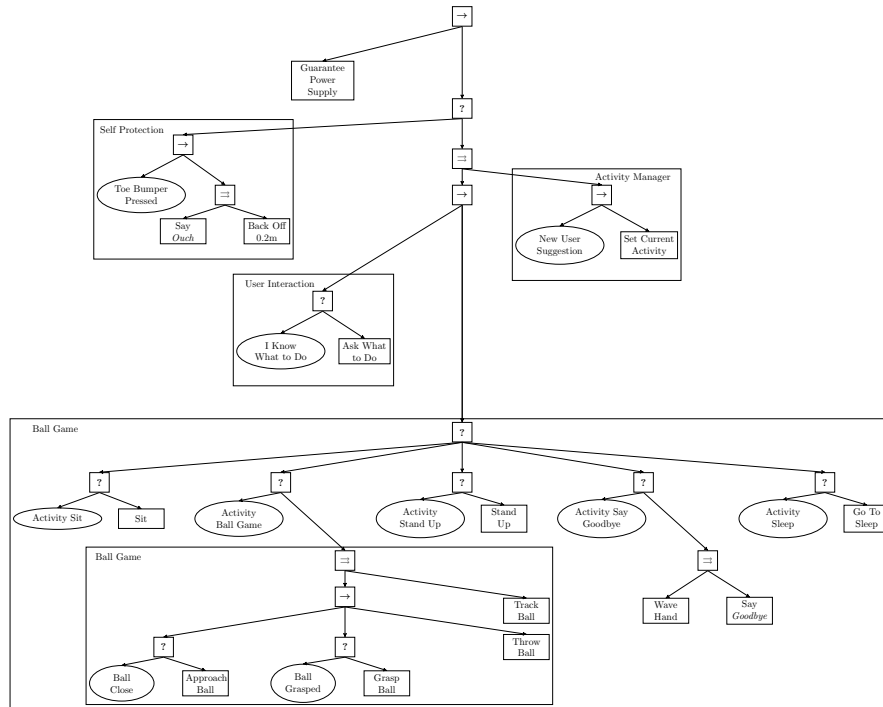 →
Guarantee
Power
Supply
?
Self Protection
→
Toe Bumper
Pressed
⇉
Say
Ouch
Back Off
0.2m
⇉
→
Activity Manager
→
New User
Suggestion
Set Current
Activity
User Interaction
?
I Know
What to Do
Ask What
to Do
Ball Game
?
?
Activity Sit
Sit
?
Activity
Ball Game
?
Activity
Stand Up
Stand
Up
?
Activity Say
Goodbye
?
Activity
Sleep
Go To
Sleep
⇉
Wave
Hand
Say
Goodbye
Ball Game
⇉
→
Track
Ball
Throw
Ball
?
Ball
Close
Approach
Ball
?
Ball
Grasped
Grasp
Ball